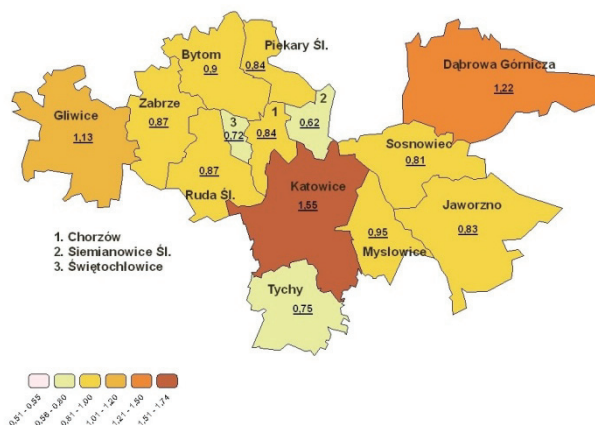 Piekary Śl.
Bytom
0,9
0,84
2
Dąbrowa Górnicza
1,22
Gliwice
1,13
Zabrze
0,87
3
0,72
1
0,84
0,62
Sosnowiec
0,81
0,87
Ruda Śl.
Katowice
1,55
Jaworzno
0,83
0,95
Mysłowice
1. Chorzów
2. Siemianowice Śl.
3. Świętochłowice
Tychy
0,75
0,51 - 0,55
0,56 - 0,80
0,81 - 1,00
1,01 - 1,20
1,21 - 1,50
1,51 - 1,74